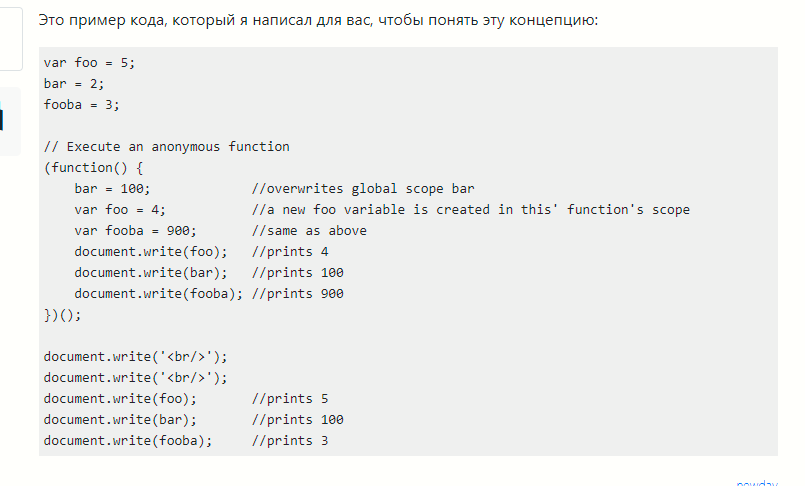 Это пример кода, который я написал для вас, чтобы понять эту концепцию:
var foo = 5;
bar = 2;
fooba = 3;
// Execute an anonymous function
(function() {
    bar = 100;             //overwrites global scope bar
    var foo = 4;           //a new foo variable is created in this' function's scope
    var fooba = 900;       //same as above
    document.write(foo);   //prints 4
    document.write(bar);   //prints 100
    document.write(fooba); //prints 900
})();
document.write('<br/>');
document.write('<br/>');
document.write(foo);       //prints 5
document.write(bar);       //prints 100
document.write(fooba);     //prints 3